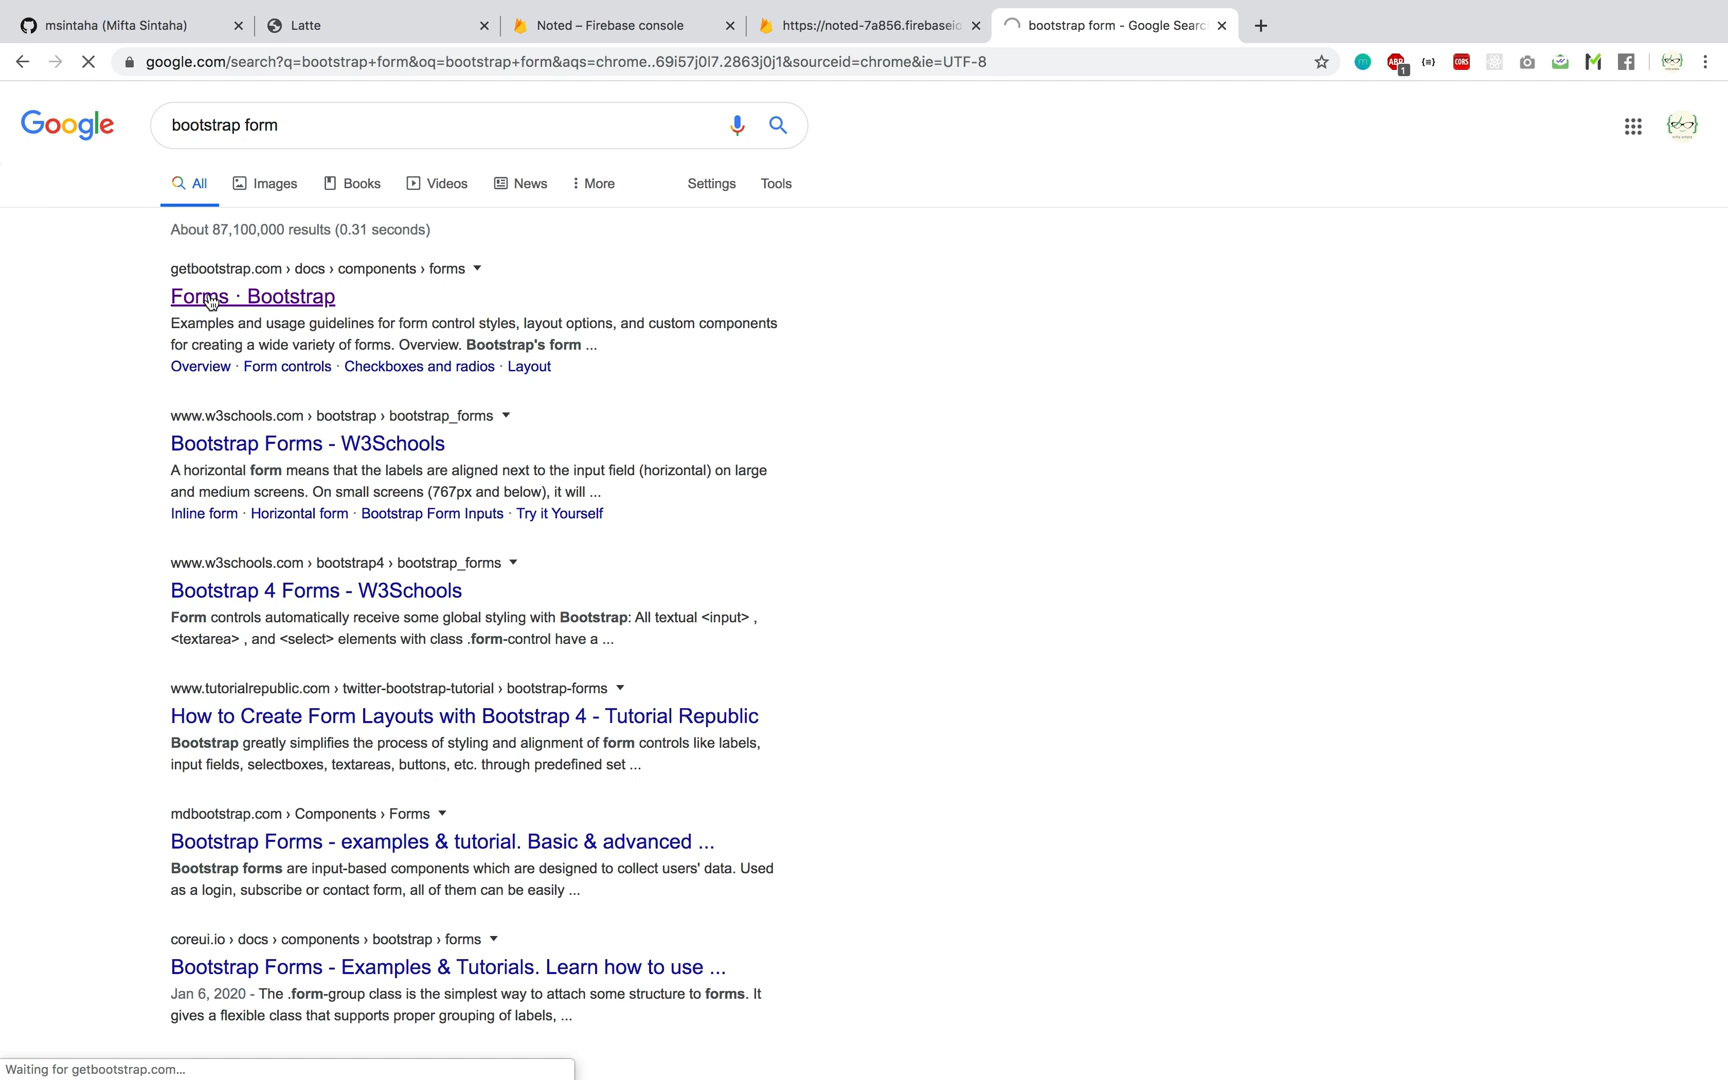 msintaha (Mifta Sintaha)
Latte
Noted – Firebase console
https://noted-7a856.firebaseio
bootstrap form - Google Search
google.com/search?q=bootstrap+form&oq=bootstrap+form&aqs=chrome..69i57j0l7.2863j0j1&sourceid=chrome&ie=UTF-8
ABP
1
CORS
Google
bootstrap form
All
Images
Books
Videos
News
More
Settings
Tools
About 87,100,000 results (0.31 seconds)
getbootstrap.com › docs › components › forms
Forms · Bootstrap
Examples and usage guidelines for form control styles, layout options, and custom components
for creating a wide variety of forms. Overview. Bootstrap's form ...
Overview · Form controls · Checkboxes and radios · Layout
www.w3schools.com › bootstrap › bootstrap_forms
Bootstrap Forms - W3Schools
A horizontal form means that the labels are aligned next to the input field (horizontal) on large
and medium screens. On small screens (767px and below), it will ...
Inline form · Horizontal form · Bootstrap Form Inputs · Try it Yourself
www.w3schools.com › bootstrap4 › bootstrap_forms
Bootstrap 4 Forms - W3Schools
Form controls automatically receive some global styling with Bootstrap: All textual <input> ,
<textarea> , and <select> elements with class .form-control have a ...
www.tutorialrepublic.com › twitter-bootstrap-tutorial › bootstrap-forms
How to Create Form Layouts with Bootstrap 4 - Tutorial Republic
Bootstrap greatly simplifies the process of styling and alignment of form controls like labels,
input fields, selectboxes, textareas, buttons, etc. through predefined set ...
mdbootstrap.com › Components › Forms
Bootstrap Forms - examples & tutorial. Basic & advanced ...
Bootstrap forms are input-based components which are designed to collect users' data. Used
as a login, subscribe or contact form, all of them can be easily ...
coreui.io › docs › components › bootstrap › forms
Bootstrap Forms - Examples & Tutorials. Learn how to use ...
Jan 6, 2020 - The .form-group class is the simplest way to attach some structure to forms. It
gives a flexible class that supports proper grouping of labels, ...
Waiting for getbootstrap.com...